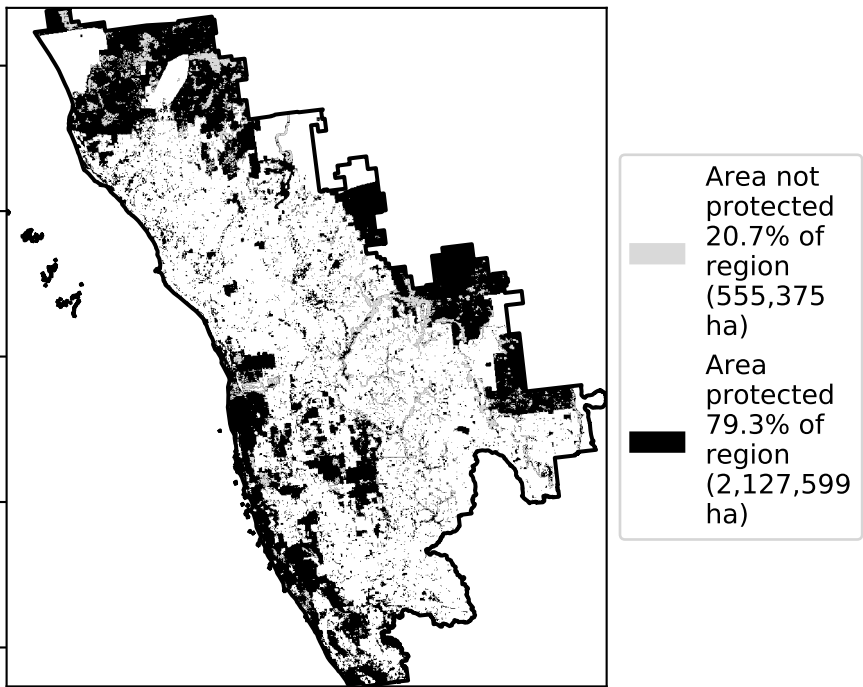 Area not
protected
20.7% of
region
(555,375
ha)
Area
protected
79.3% of
region
(2,127,599
ha)